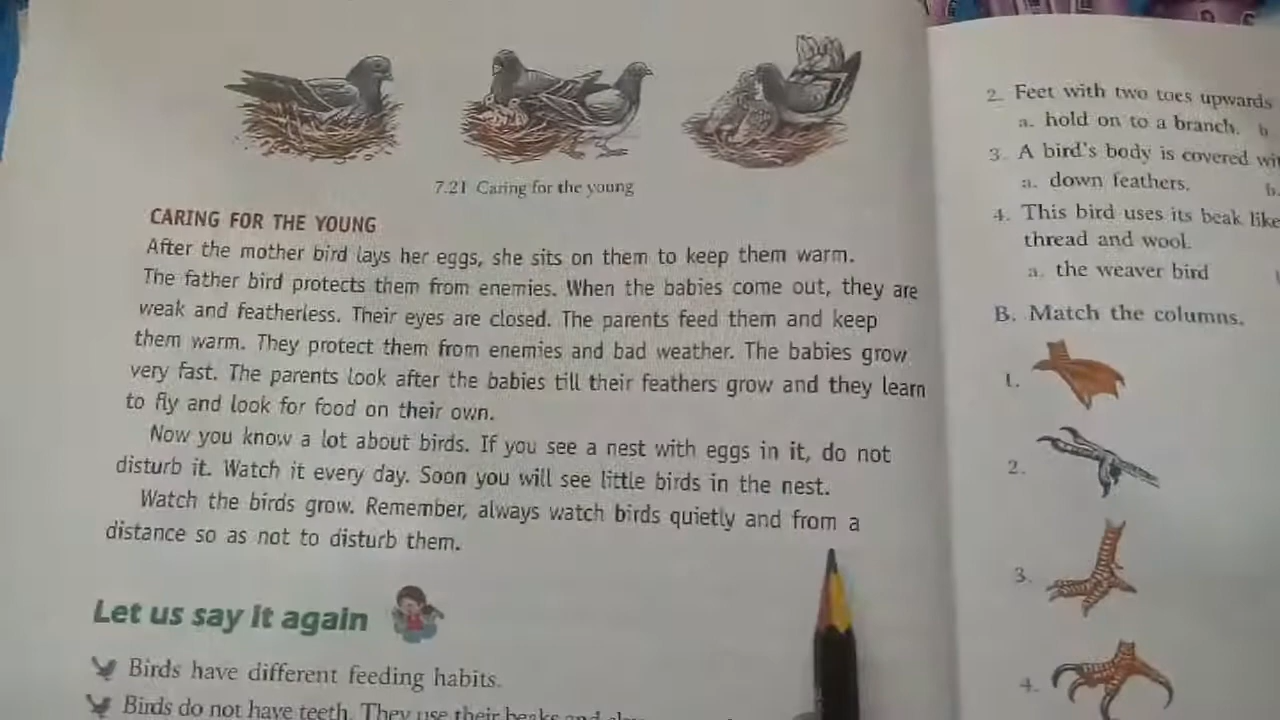 7.21 Caring for the young
CARING FOR THE YOUNG
After the mother bird lays her eggs, she sits on them to keep them warm.
The father bird protects them from enemies. When the babies come out, they are
weak and featherless. Their eyes are closed. The parents feed them and keep
them warm. They protect them from enemies and bad weather. The babies grow
very fast. The parents look after the babies till their feathers grow and they learn
to fly and look for food on their own.
Now you know a lot about birds. If you see a nest with eggs in it, do not
disturb it. Watch it every day. Soon you will see little birds in the nest.
Watch the birds grow. Remember, always watch birds quietly and from a
distance so as not to disturb them.
Let us say it again
Birds have different feeding habits.
Birds do not have teeth. They use their beaks and
2. Feet with two toes upwards
a. hold on to a branch. b
3. A bird's body is covered
a. down feathers. b.
4. This bird uses its beak like
thread and wool.
a. the weaver bird
B. Match the columns.
1.
2.
3.
4.